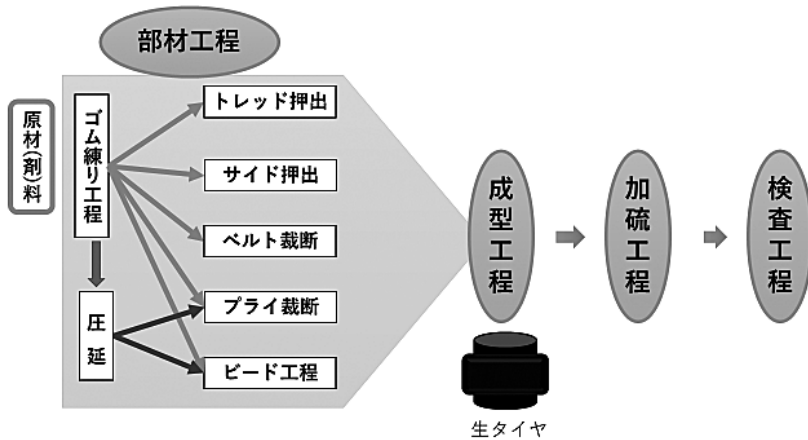 部材工程
原材(剤)料
ゴム練り工程
圧延
トレッド押出
サイド押出
ベルト裁断
プライ裁断
ビード工程
成型工程
加硫工程
検査工程
生タイヤ